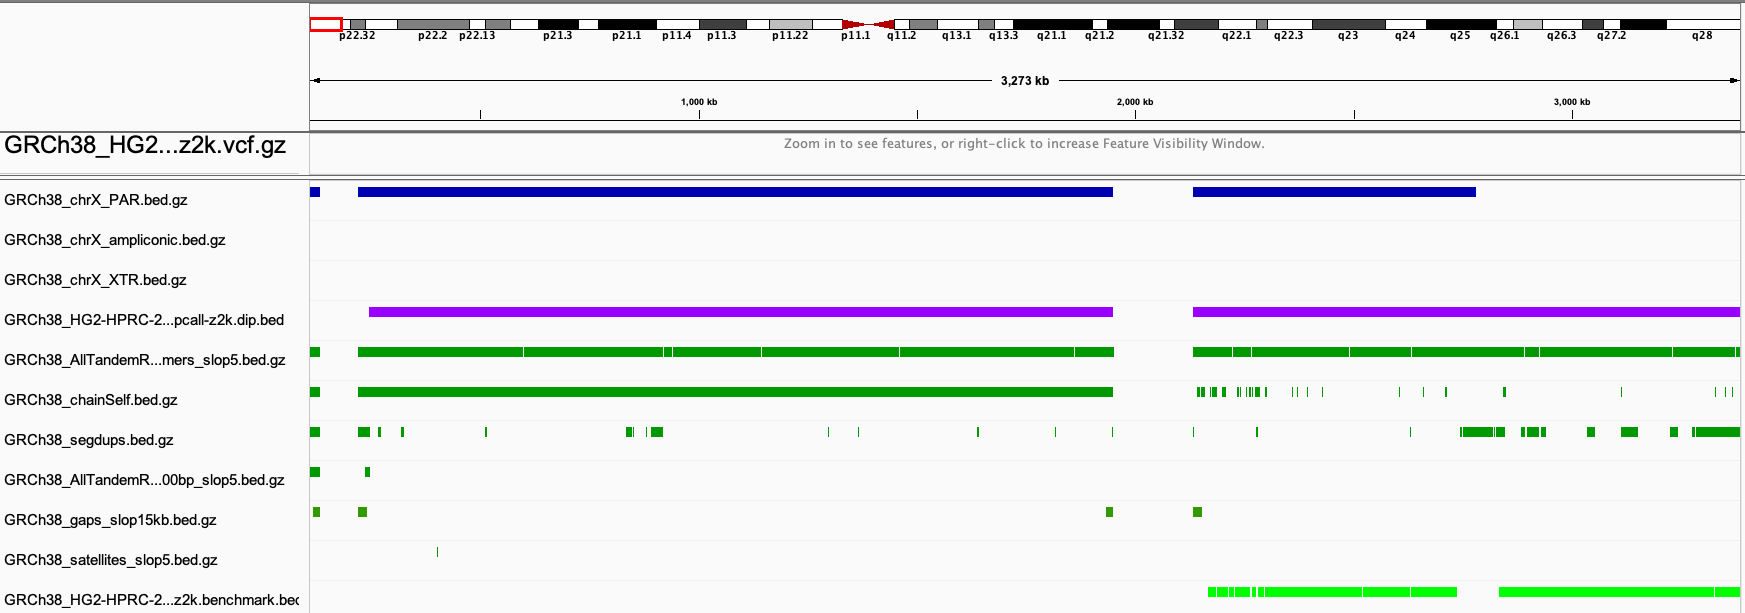 p22.32 p22.2 p22.13 p21.3 p21.1 p11.4 p11.3 p11.22 p11.1 q11.2 q13.1 q13.3 q21.1 q21.2 q21.32 q22.1 q22.3 q23 q24 q25 q26.1 q26.3 q27.2 q28
3,273 kb
1,000 kb 2,000 kb 3,000 kb
GRCh38_HG2...z2k.vcf.gz Zoom in to see features, or right-click to increase Feature Visibility Window.
GRCh38_chrX_PAR.bed.gz
GRCh38_chrX_ampliconic.bed.gz
GRCh38_chrX_XTR.bed.gz
GRCh38_HG2-HPRC-2...pcall-z2k.dip.bed
GRCh38_AllTandemR...mers_slop5.bed.gz
GRCh38_chainSelf.bed.gz
GRCh38_segdups.bed.gz
GRCh38_AllTandemR...00bp_slop5.bed.gz
GRCh38_gaps_slop15kb.bed.gz
GRCh38_satellites_slop5.bed.gz
GRCh38_HG2-HPRC-2...z2k.benchmark.bec